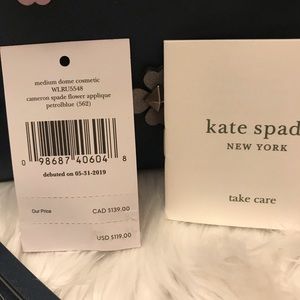 medium dome cosmetic
WLRU5548
cameron spade flower applique
petrolblue (562)
0 98687 40604 8
debuted on 05-31-2019
Our Price
CAD $139.00
USD $119.00
kate spad
NEW YORK
take care